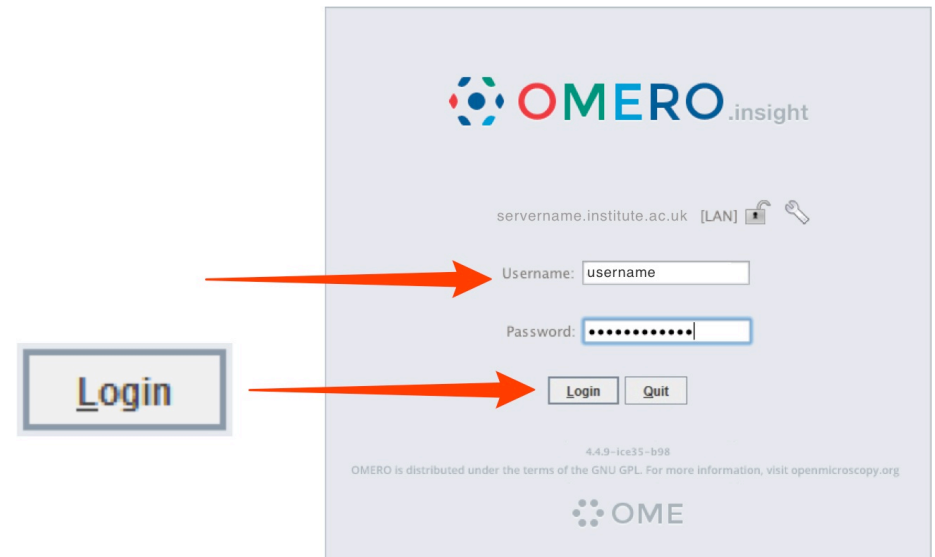 OMERO.insight
servername.institute.ac.uk [LAN]
Username: username
Password: ••••••••••••
Login
Login Quit
4.4.9-ice35-b98
OMERO is distributed under the terms of the GNU GPL. For more information, visit openmicroscopy.org
OME